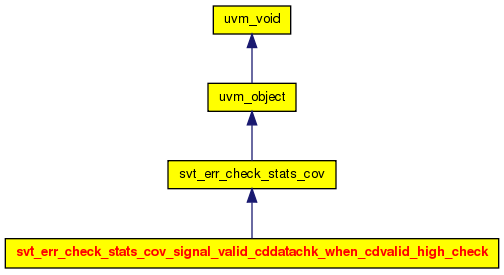 uvm_void
uvm_object
svt_err_check_stats_cov
svt_err_check_stats_cov_signal_valid_cddatachk_when_cdvalid_high_check